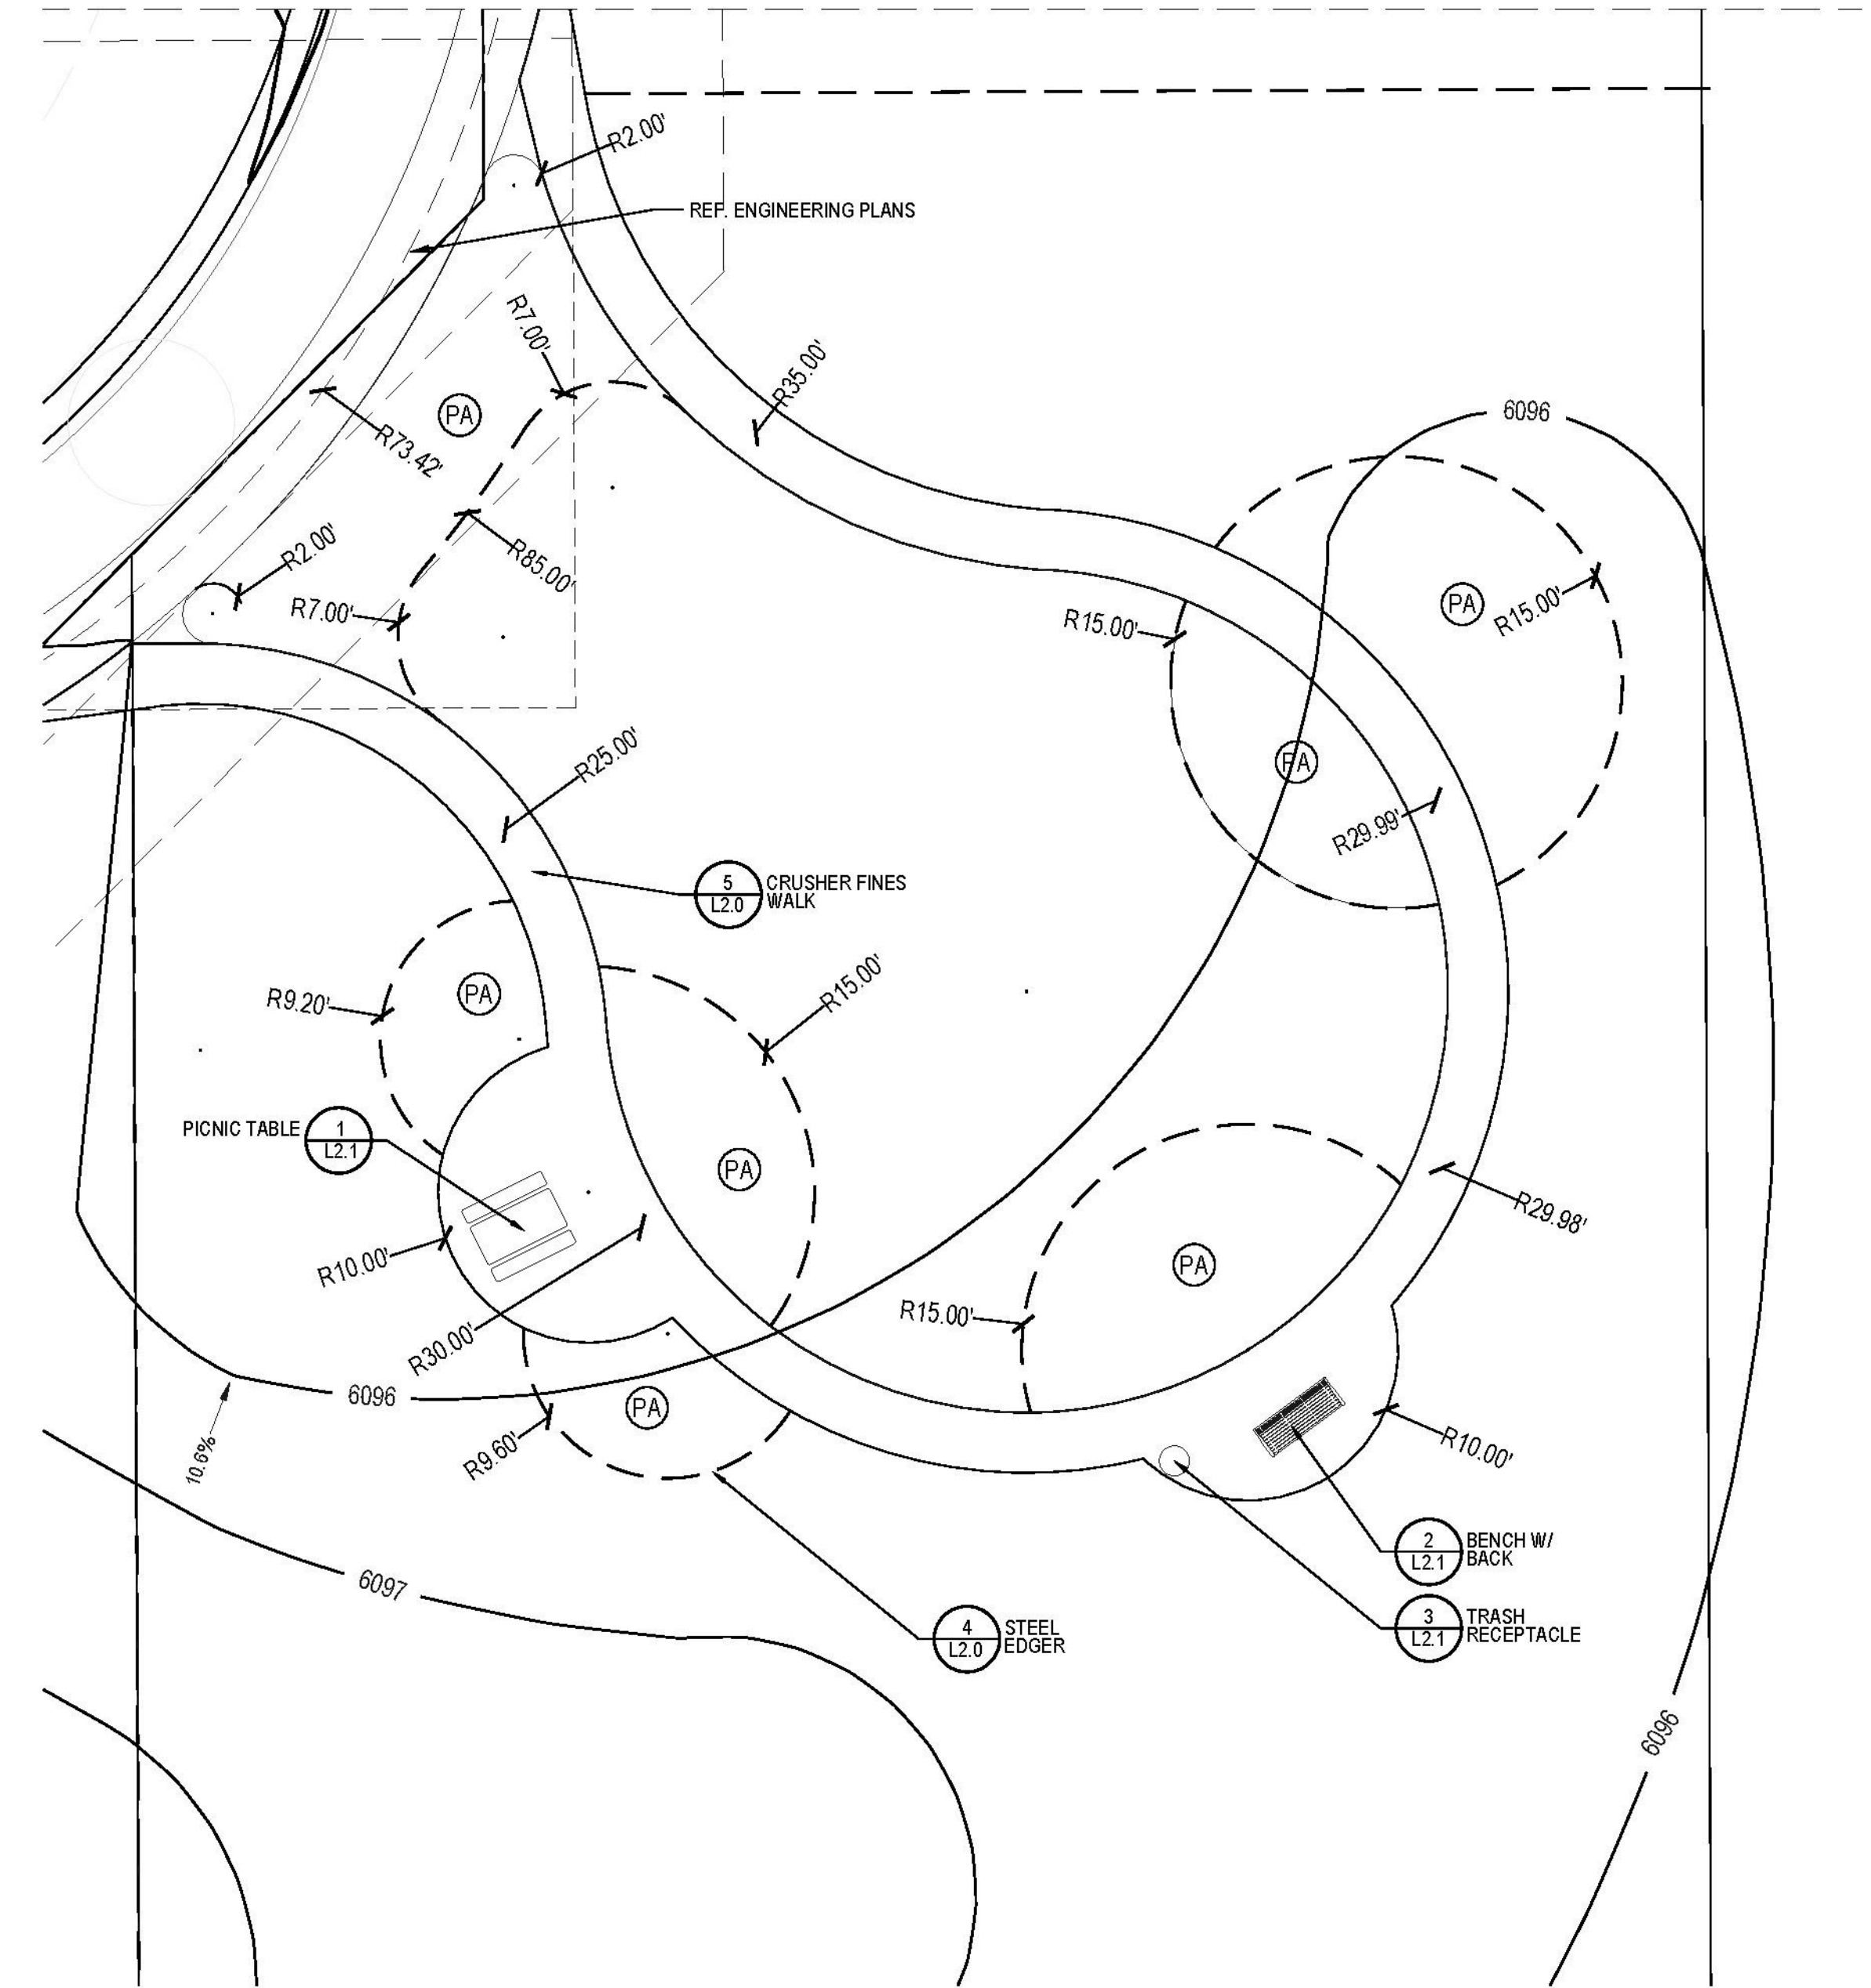 R2.00'
REF. ENGINEERING PLANS
R7.00'
R35.00'
PA
R73.42'
6096
R2.00'
R85.00'
R7.00'
R15.00'
PA
R15.00'
R25.00'
PA
R29.99'
5
L2.0
CRUSHER FINES
WALK
R9.20'
PA
R15.00'
PICNIC TABLE
1
L2.1
PA
R10.00'
R30.00'
R15.00'
PA
R29.98'
6096
PA
10.6%
R9.60'
R10.00'
2
L2.1
BENCH W/
BACK
6097
4
L2.0
STEEL
EDGER
3
L2.1
TRASH
RECEPTACLE
6096